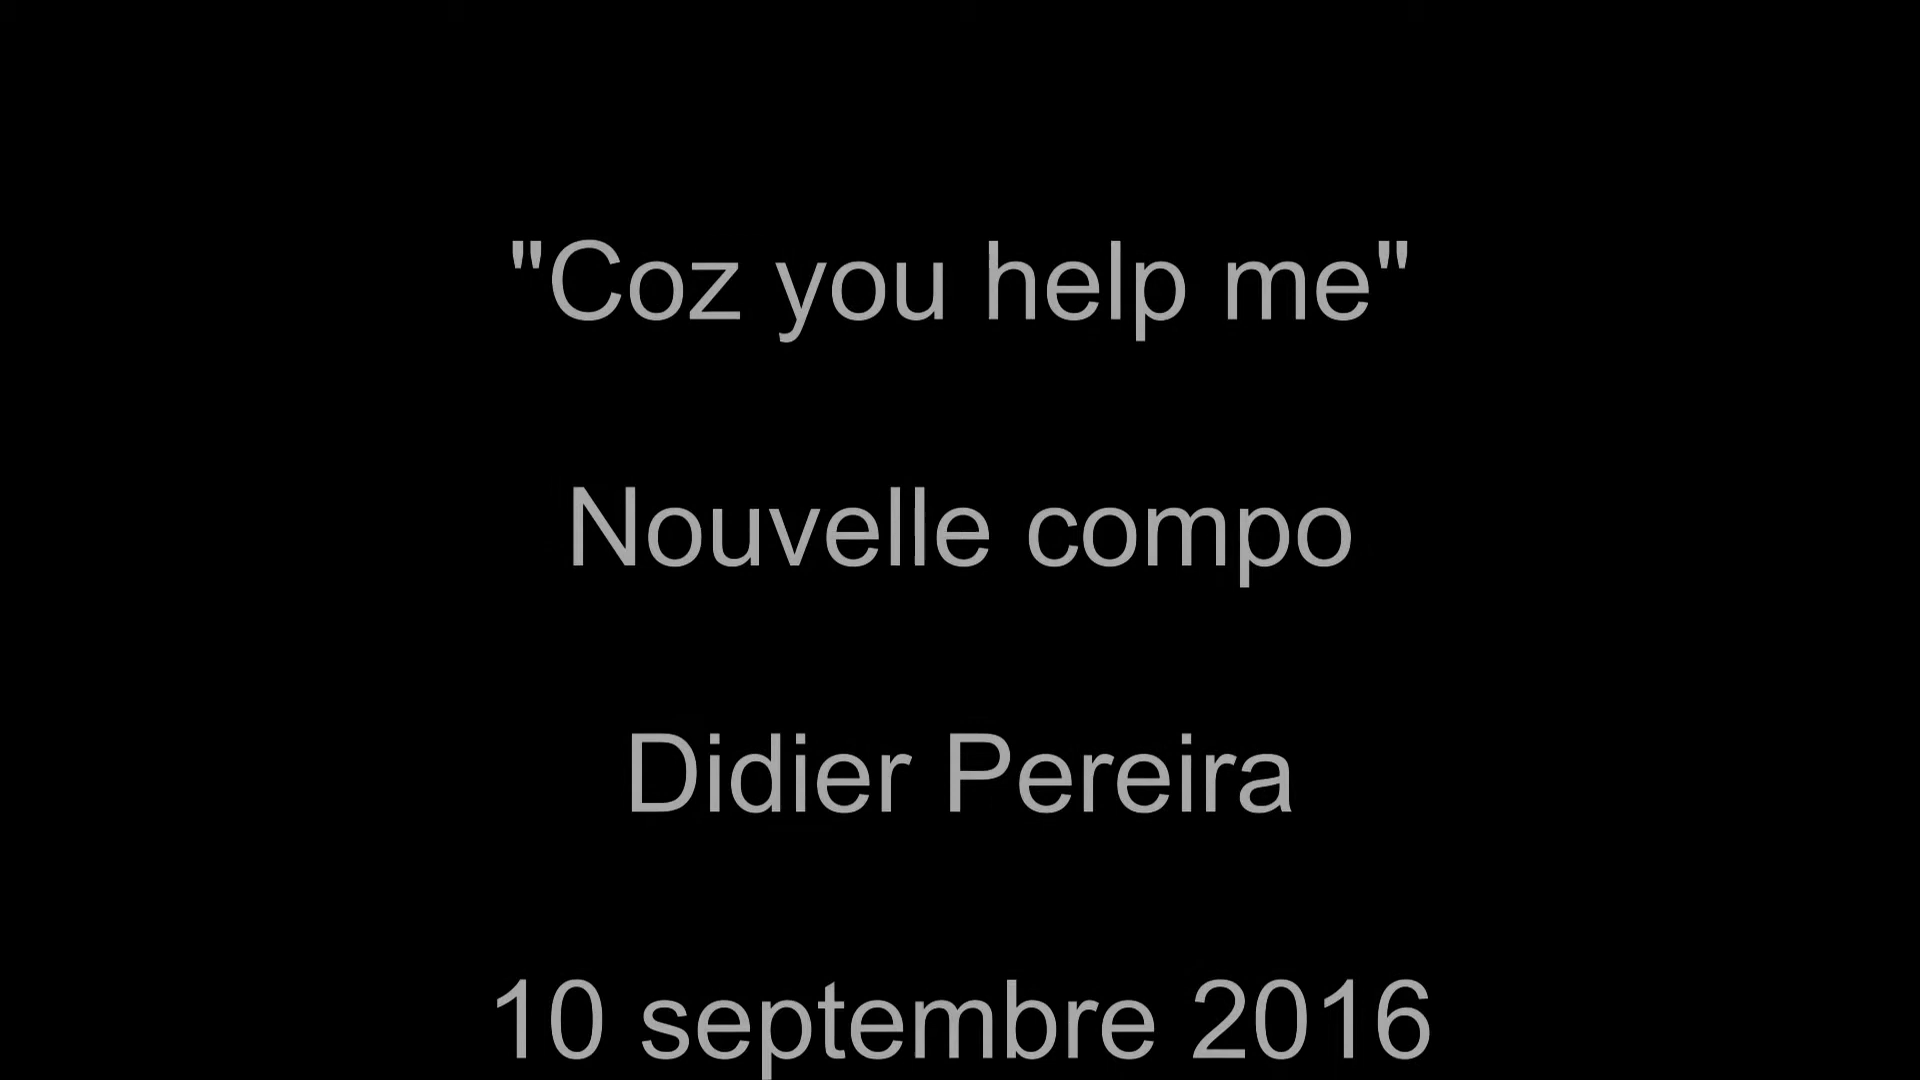 "Coz you help me"
Nouvelle compo
Didier Pereira
10 septembre 2016